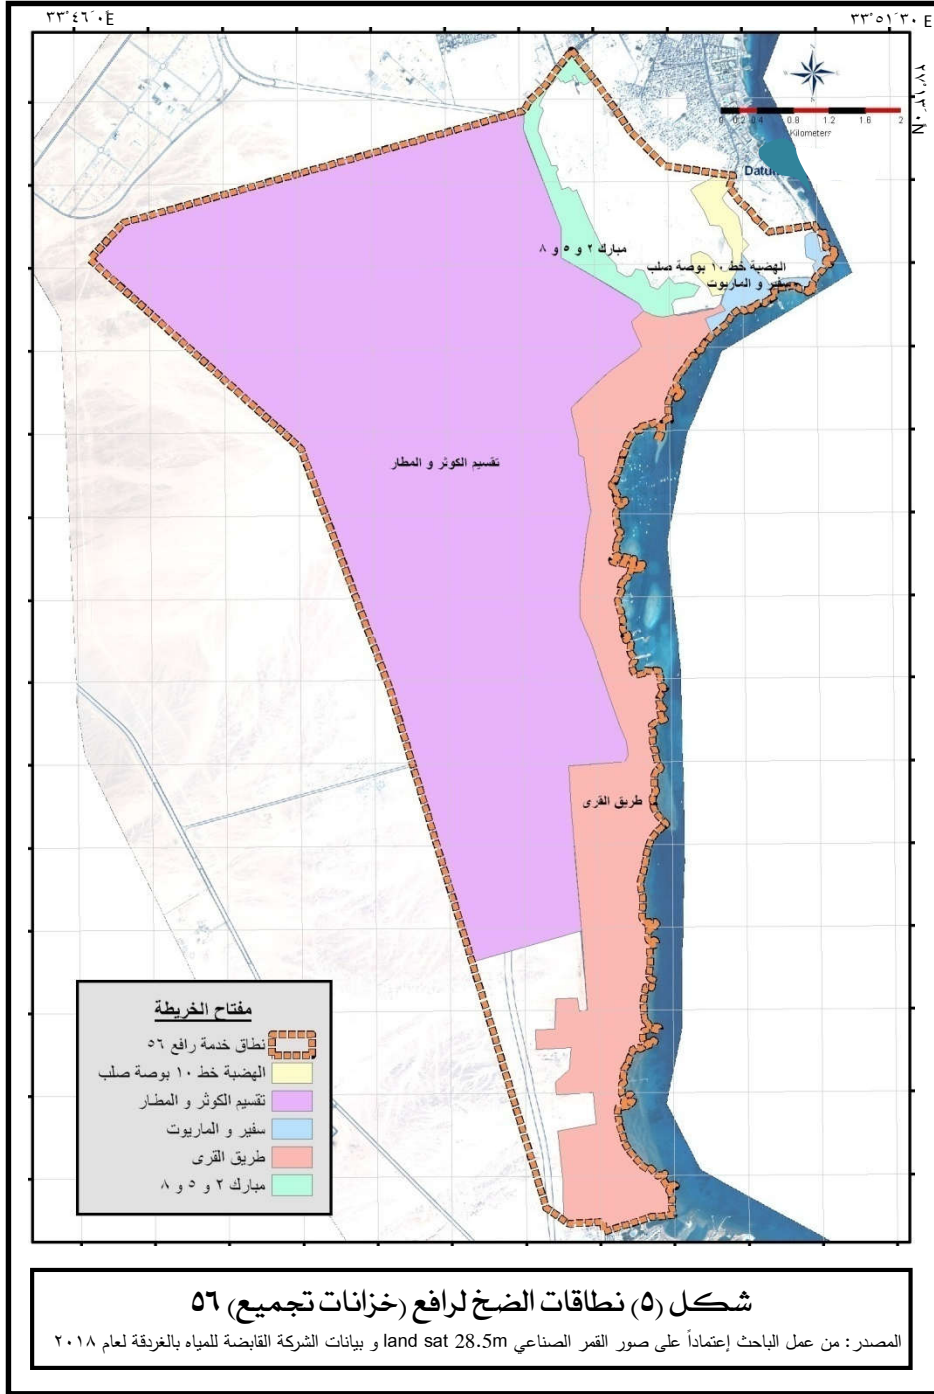 ٣٣°٤٦´٠E
٣٣°٥١´٣٠ E
٢٧°١٣´٠N
0 0.2 0.4 0.8 1.2 1.6 2
Kilometers
Datum
مبارك ٢ و ٥ و ٨
الهضبة خط ١٠ بوصة صلب
سفير و الماريوت
تقسيم الكوثر و المطار
طريق القرى
مفتاح الخريطة
نطاق خدمة رافع ٥٦
الهضبة خط ١٠ بوصة صلب
تقسيم الكوثر و المطار
سفير و الماريوت
طريق القرى
مبارك ٢ و ٥ و ٨
شكل (٥) نطاقات الضخ لرافع (خزانات تجميع) ٥٦
المصدر: من عمل الباحث إعتماداً على صور القمر الصناعي land sat 28.5m و بيانات الشركة القابضة للمياه بالغردقة لعام ٢٠١٨